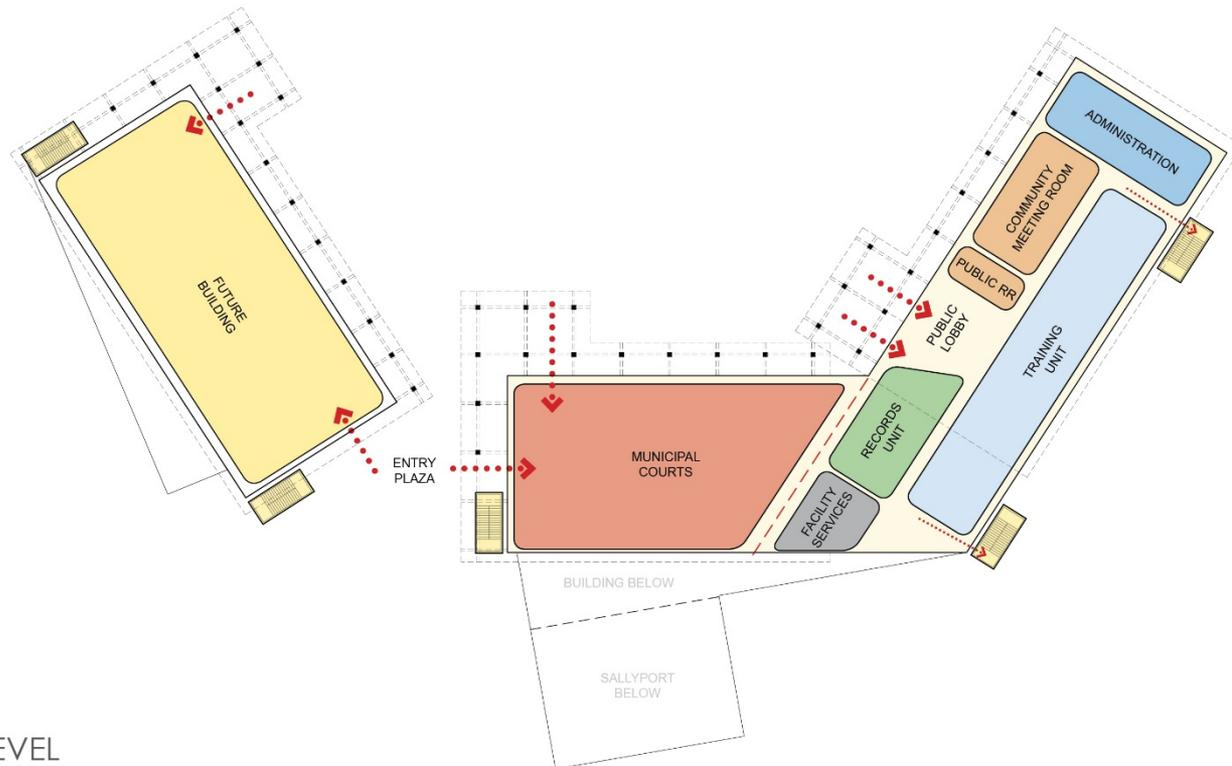 FUTURE
BUILDING
ENTRY
PLAZA
MUNICIPAL
COURTS
ADMINISTRATION
COMMUNITY
MEETING ROOM
PUBLIC RR
PUBLIC
LOBBY
TRAINING
UNIT
RECORDS
UNIT
FACILITY
SERVICES
BUILDING BELOW
SALLYPORT
BELOW